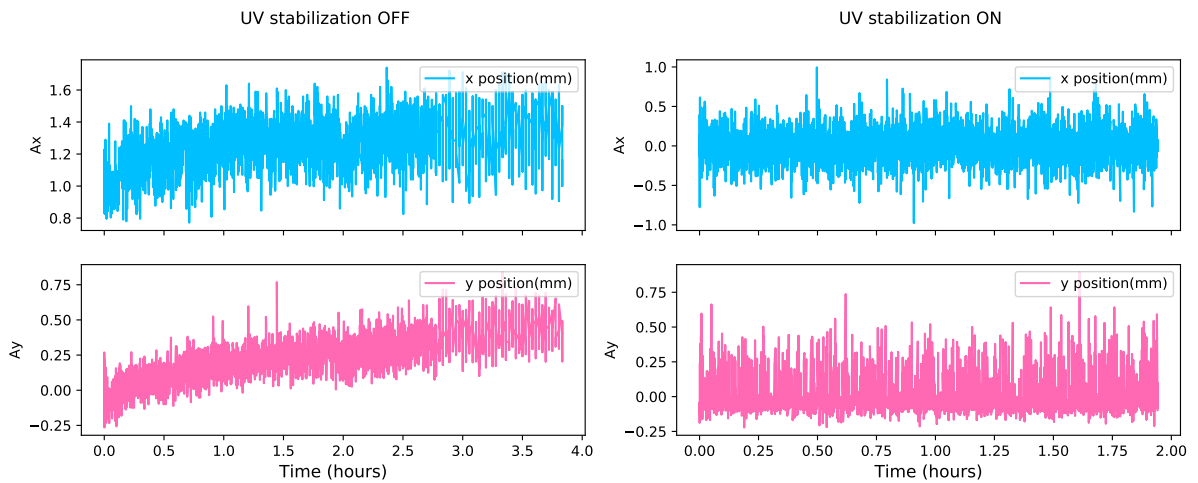 UV stabilization OFF
UV stabilization ON
Ax
1.6
1.4
1.2
1.0
0.8
x position(mm)
Ax
1.0
0.5
0.0
−0.5
−1.0
x position(mm)
Ay
0.75
0.50
0.25
0.00
−0.25
y position(mm)
0.0 0.5 1.0 1.5 2.0 2.5 3.0 3.5 4.0
Time (hours)
Ay
0.75
0.50
0.25
0.00
−0.25
y position(mm)
0.00 0.25 0.50 0.75 1.00 1.25 1.50 1.75 2.00
Time (hours)